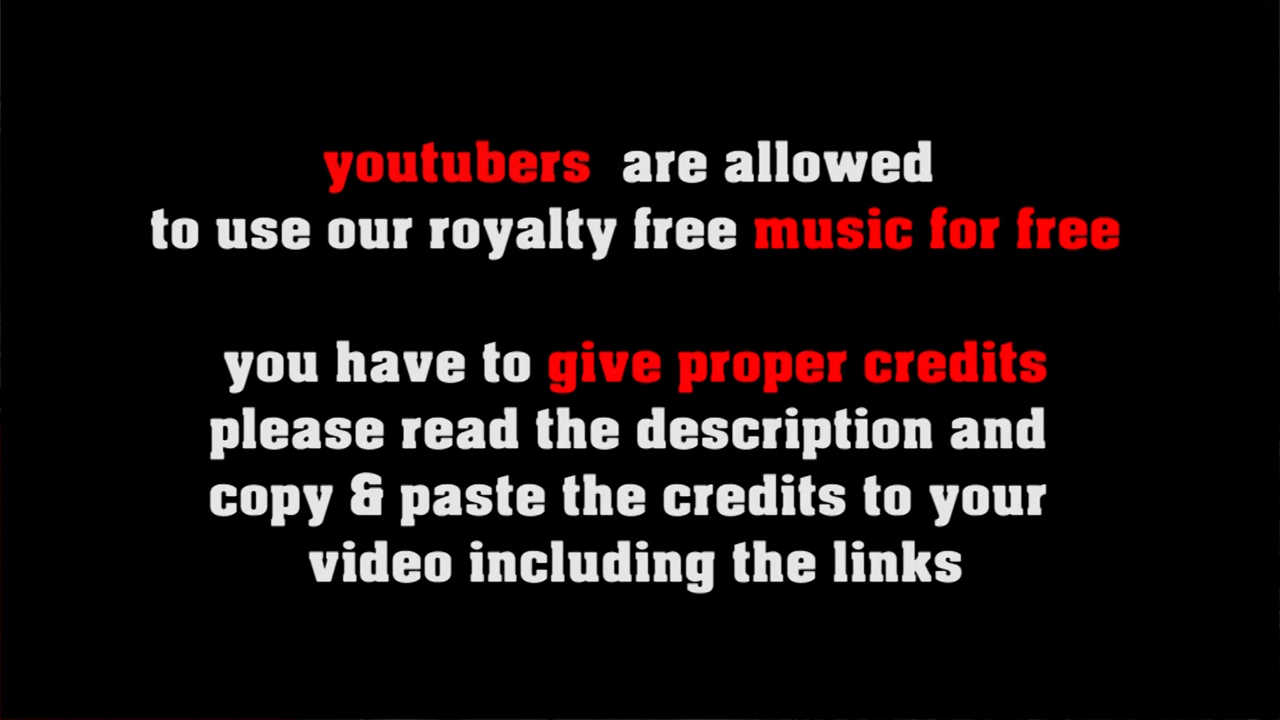 youtubers are allowed
to use our royalty free music for free
you have to give proper credits
please read the description and
copy & paste the credits to your
video including the links